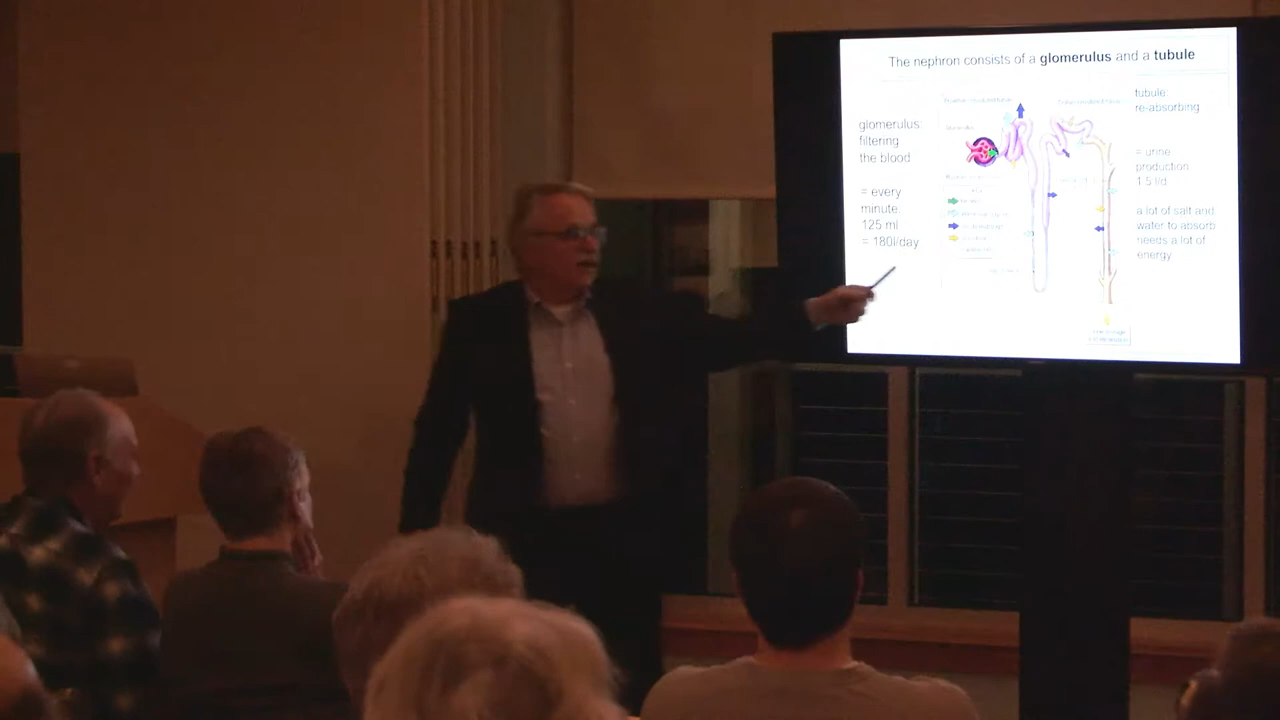 The nephron consists of a glomerulus and a tubule
glomerulus:
filtering
the blood
= every
minute.
125 ml
= 180l/day
tubule:
re-absorbing
= urine
production
1.5 l/d
a lot of salt and
water to absorb
needs a lot of
energy